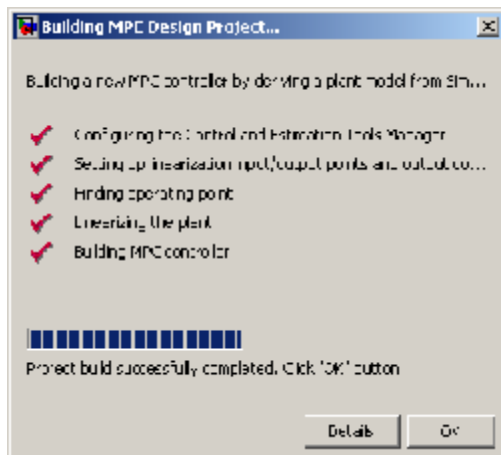 Building MPC Design Project...
Building a new MPC controller by deriving a plant model from Sim...
Configuring the Control and Estimation Tools Manager
Setting up linearization input/output points and output co...
Finding operating point
Linearizing the plant
Building MPC controller
Project build successfully completed. Click "OK" button
Details
OK